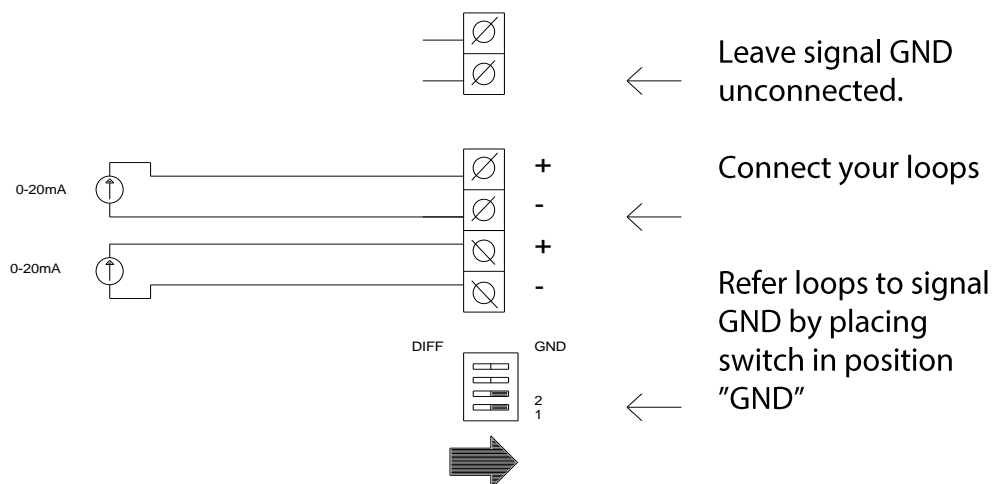 Leave signal GND
unconnected.
+
Connect your loops
0-20mA
-
+
0-20mA
-
Refer loops to signal
GND by placing
switch in position
"GND"
DIFF
GND
2
1